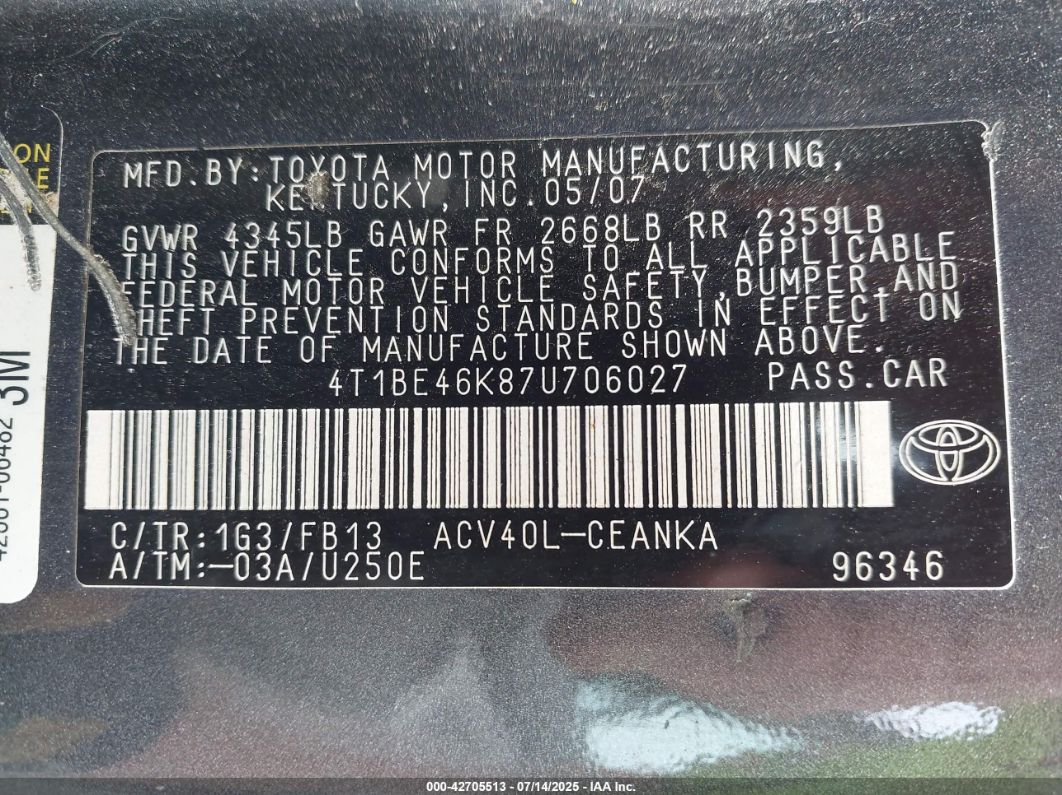 ON
E
MFD.BY:TOYOTA MOTOR MANUFACTURING,
KENTUCKY,INC.05/07
GVWR 4345LB GAWR FR 2668LB RR 2359LB
THIS VEHICLE CONFORMS TO ALL APPLICABLE
FEDERAL MOTOR VEHICLE SAFETY,BUMPER,AND
THEFT PREVENTION STANDARDS IN EFFECT ON
THE DATE OF MANUFACTURE SHOWN ABOVE.
4T1BE46K87U706027 PASS.CAR
C/TR:1G3/FB13 ACV40L-CEANKA
A/TM:-03A/U250E 96346
3M
000-42705513 - 07/14/2025 - IAA Inc.